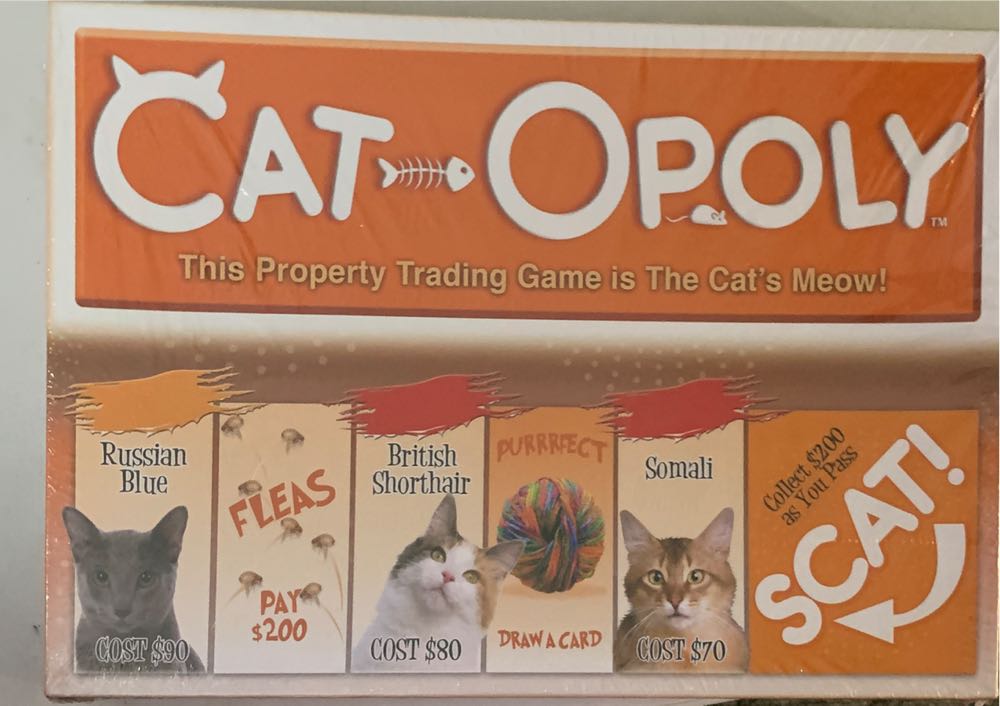 CAT-OPOLY
TM
This Property Trading Game is The Cat's Meow!
Russian
Blue
COST $90
FLEAS
PAY
$200
British
Shorthair
COST $80
PURRRFECT
DRAW A CARD
Somali
COST $70
Collect $200
as You Pass
SCAT!